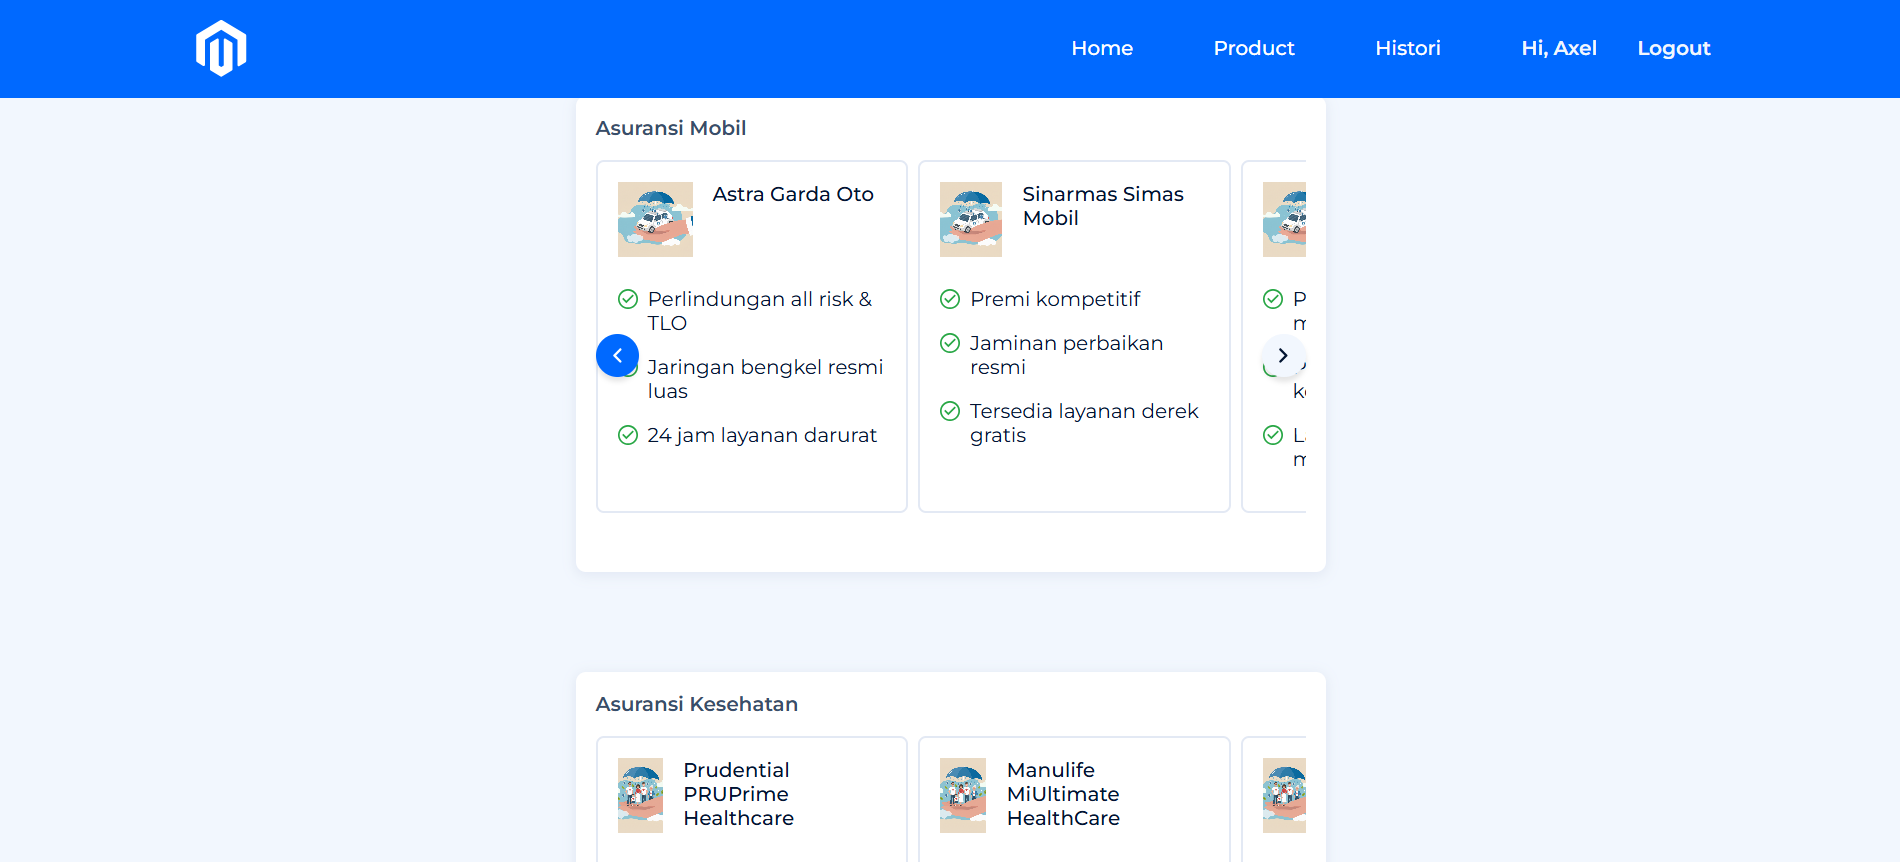 Home
Product
Histori
Hi, Axel
Logout
Asuransi Mobil
Astra Garda Oto
Perlindungan all risk &
TLO
Jaringan bengkel resmi
luas
24 jam layanan darurat
Sinarmas Simas
Mobil
Premi kompetitif
Jaminan perbaikan
resmi
Tersedia layanan derek
gratis
Asuransi Kesehatan
Prudential
PRUPrime
Healthcare
Manulife
MiUltimate
HealthCare